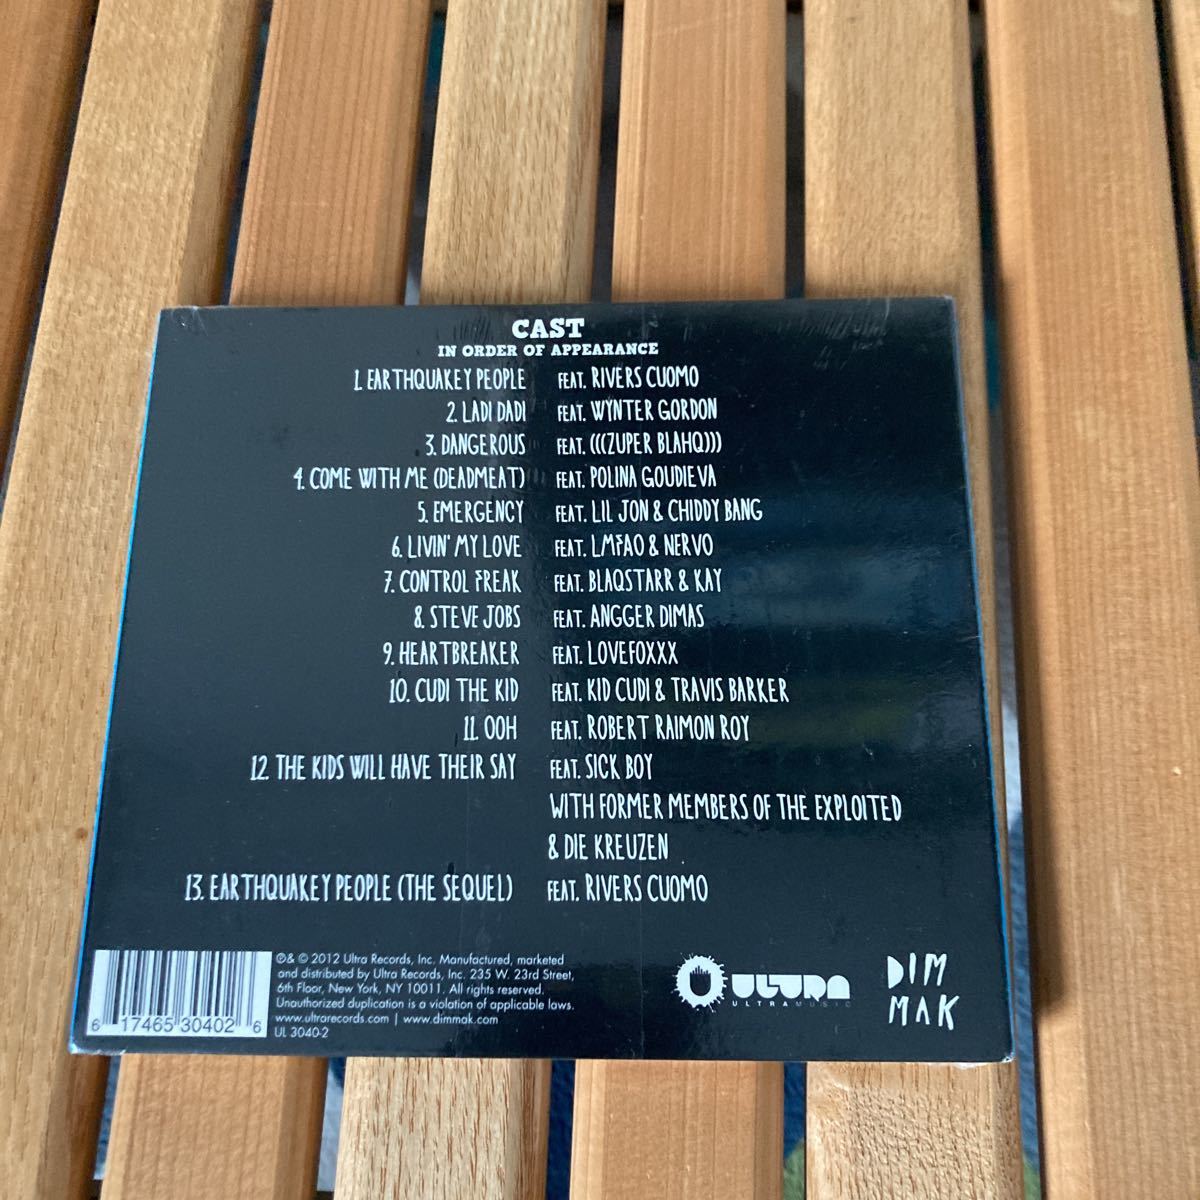 CAST
IN ORDER OF APPEARANCE
1. EARTHQUAKEY PEOPLE FEAT. RIVERS CUOMO
2. LADI DADI FEAT. WYNTER GORDON
3. DANGEROUS FEAT. (((ZUPER BLAHQ)))
4. COME WITH ME (DEADMEAT) FEAT. POLINA GOUDIEVA
5. EMERGENCY FEAT. LIL JON & CHIDDY BANG
6. LIVIN' MY LOVE FEAT. LMFAO & NERVO
7. CONTROL FREAK FEAT. BLAQSTARR & KAY
8. STEVE JOBS FEAT. ANGGER DIMAS
9. HEARTBREAKER FEAT. LOVEFOXXX
10. CUDI THE KID FEAT. KID CUDI & TRAVIS BARKER
11. OOH FEAT. ROBERT RAIMON ROY
12. THE KIDS WILL HAVE THEIR SAY FEAT. SICK BOY
WITH FORMER MEMBERS OF THE EXPLOITED
& DIE KREUZEN
13. EARTHQUAKEY PEOPLE (THE SEQUEL) FEAT. RIVERS CUOMO
℗& © 2012 Ultra Records, Inc. Manufactured, marketed
and distributed by Ultra Records, Inc. 235 W. 23rd Street,
6th Floor, New York, NY 10011. All rights reserved.
Unauthorized duplication is a violation of applicable laws.
www.ultrarecords.com | www.dimmak.com
UL 3040-2
6 17465 30402 6
ULTRA
ULTRAMUSIC
DIM
MAK